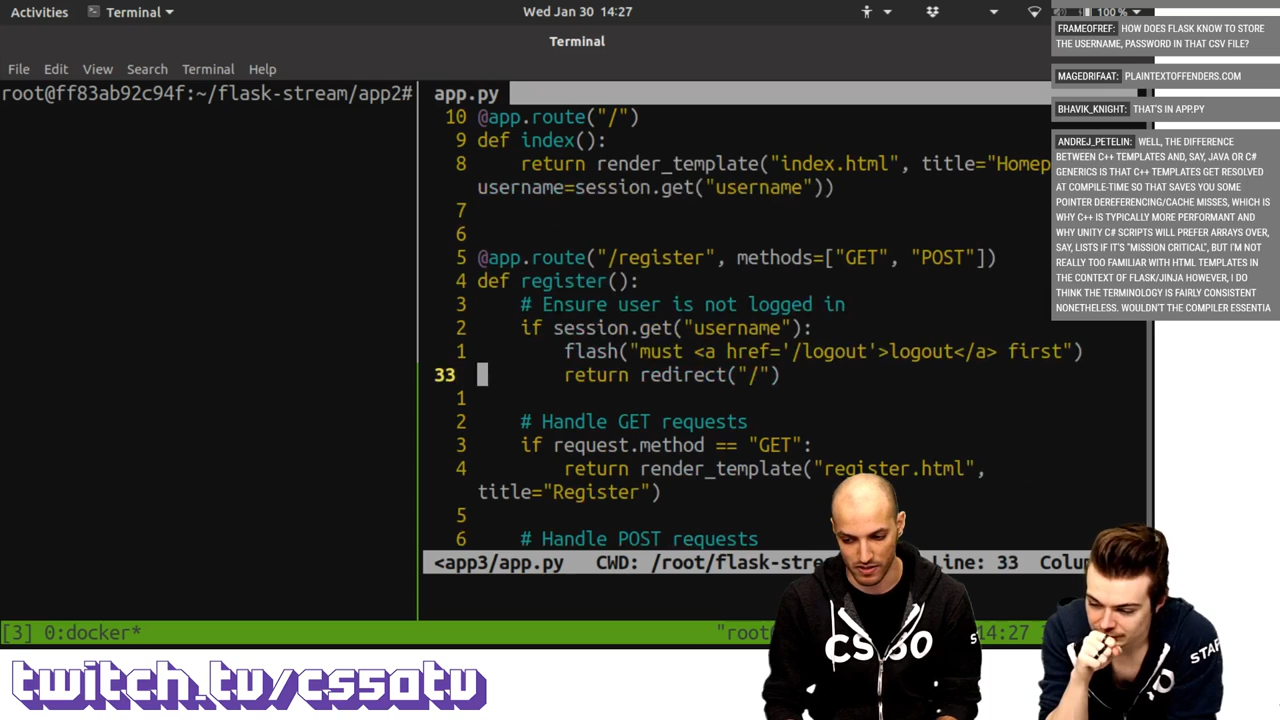 Activities
Terminal
Wed Jan 30 14:27
100 %
Terminal
File Edit View Search Terminal Help
root@ff83ab92c94f:~/flask-stream/app2#
app.py
10 @app.route("/")
9 def index():
8 return render_template("index.html", title="Homep
username=session.get("username"))
7
6
5 @app.route("/register", methods=["GET", "POST"])
4 def register():
3 # Ensure user is not logged in
2 if session.get("username"):
1 flash("must <a href='/logout'>logout</a> first")
33 return redirect("/")
1
2 # Handle GET requests
3 if request.method == "GET":
4 return render_template("register.html",
title="Register")
5
6 # Handle POST requests
<app3/app.py CWD: /root/flask-stre Line: 33 Colu
[3] 0:docker* "root 14:27
FRAMEOFREF: HOW DOES FLASK KNOW TO STORE
THE USERNAME, PASSWORD IN THAT CSV FILE?
MAGEDRIFAAT: PLAINTEXTOFFENDERS.COM
BHAVIK_KNIGHT: THAT'S IN APP.PY
ANDREJ_PETELIN: WELL, THE DIFFERENCE
BETWEEN C++ TEMPLATES AND, SAY, JAVA OR C#
GENERICS IS THAT C++ TEMPLATES GET RESOLVED
AT COMPILE-TIME SO THAT SAVES YOU SOME
POINTER DEREFERENCING/CACHE MISSES, WHICH IS
WHY C++ IS TYPICALLY MORE PERFORMANT AND
WHY UNITY C# SCRIPTS WILL PREFER ARRAYS OVER,
SAY, LISTS IF IT'S "MISSION CRITICAL", BUT I'M NOT
REALLY TOO FAMILIAR WITH HTML TEMPLATES IN
THE CONTEXT OF FLASK/JINJA HOWEVER, I DO
THINK THE TERMINOLOGY IS FAIRLY CONSISTENT
NONETHELESS. WOULDN'T THE COMPILER ESSENTIA
twitch.tv/cs50tv
CS50
STAF